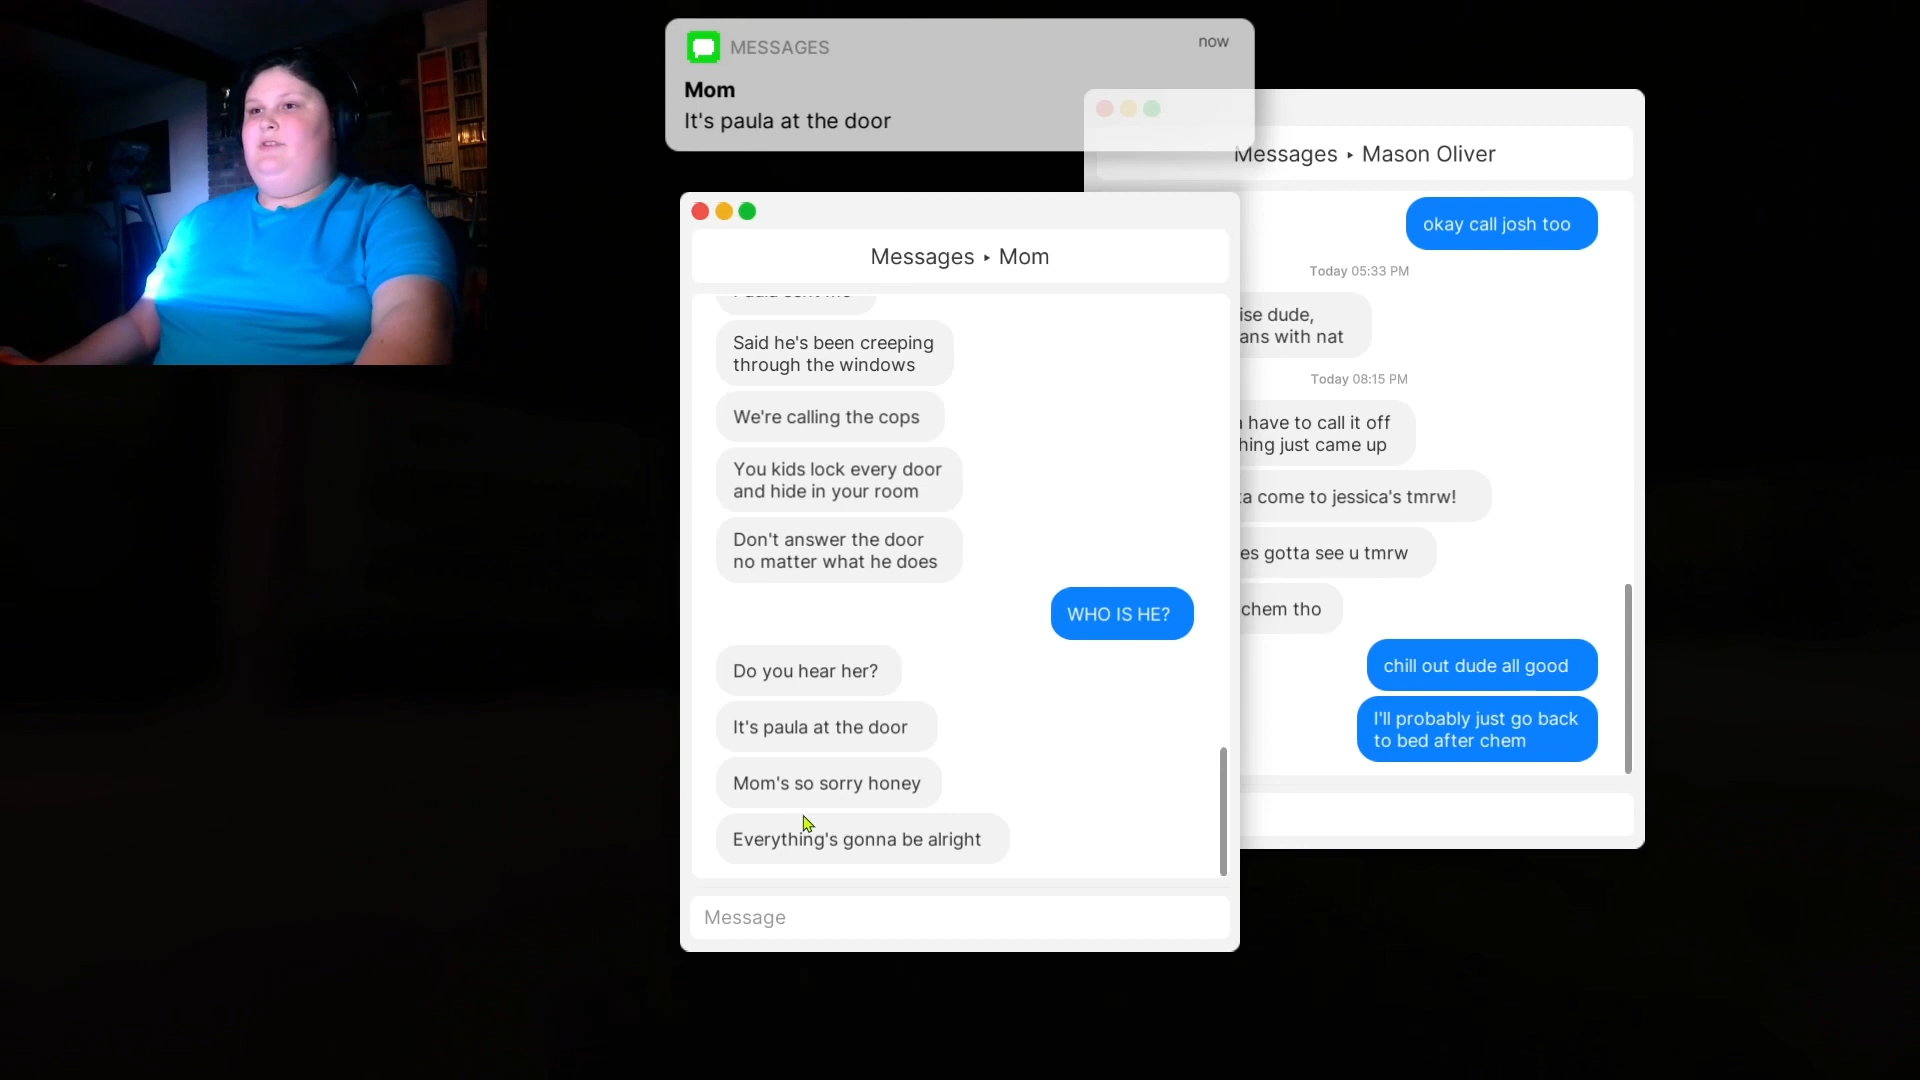 MESSAGES
now
Mom
It's paula at the door
Messages ▸ Mason Oliver
okay call josh too
Today 05:33 PM
ise dude,
ans with nat
Today 08:15 PM
have to call it off
hing just came up
a come to jessica's tmrw!
es gotta see u tmrw
chem tho
chill out dude all good
I'll probably just go back
to bed after chem
Messages ▸ Mom
Said he's been creeping
through the windows
We're calling the cops
You kids lock every door
and hide in your room
Don't answer the door
no matter what he does
WHO IS HE?
Do you hear her?
It's paula at the door
Mom's so sorry honey
Everything's gonna be alright
Message